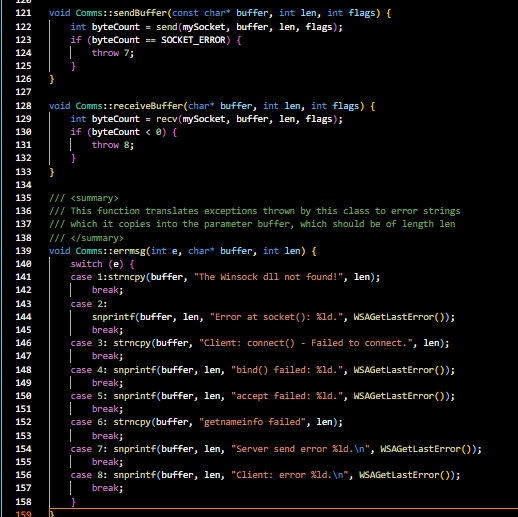 121 void Comms::sendBuffer(const char* buffer, int len, int flags) {
122     int byteCount = send(mySocket, buffer, len, flags);
123     if (byteCount == SOCKET_ERROR) {
124         throw 7;
125     }
126 }
127
128 void Comms::receiveBuffer(char* buffer, int len, int flags) {
129     int byteCount = recv(mySocket, buffer, len, flags);
130     if (byteCount < 0) {
131         throw 8;
132     }
133 }
134
135 /// <summary>
136 /// This function translates exceptions thrown by this class to error strings
137 /// which it copies into the parameter buffer, which should be of length len
138 /// </summary>
139 void Comms::errmsg(int e, char* buffer, int len) {
140     switch (e) {
141     case 1:strncpy(buffer, "The Winsock dll not found!", len);
142         break;
143     case 2:
144         snprintf(buffer, len, "Error at socket(): %ld.", WSAGetLastError());
145         break;
146     case 3: strncpy(buffer, "Client: connect() - Failed to connect.", len);
147         break;
148     case 4: snprintf(buffer, len, "bind() failed: %ld.", WSAGetLastError());
149         break;
150     case 5: snprintf(buffer, len, "accept failed: %ld.", WSAGetLastError());
151         break;
152     case 6: strncpy(buffer, "getnameinfo failed", len);
153         break;
154     case 7: snprintf(buffer, len, "Server send error %ld.\n", WSAGetLastError());
155         break;
156     case 8: snprintf(buffer, len, "Client: error %ld.\n", WSAGetLastError());
157         break;
158     }
159 }